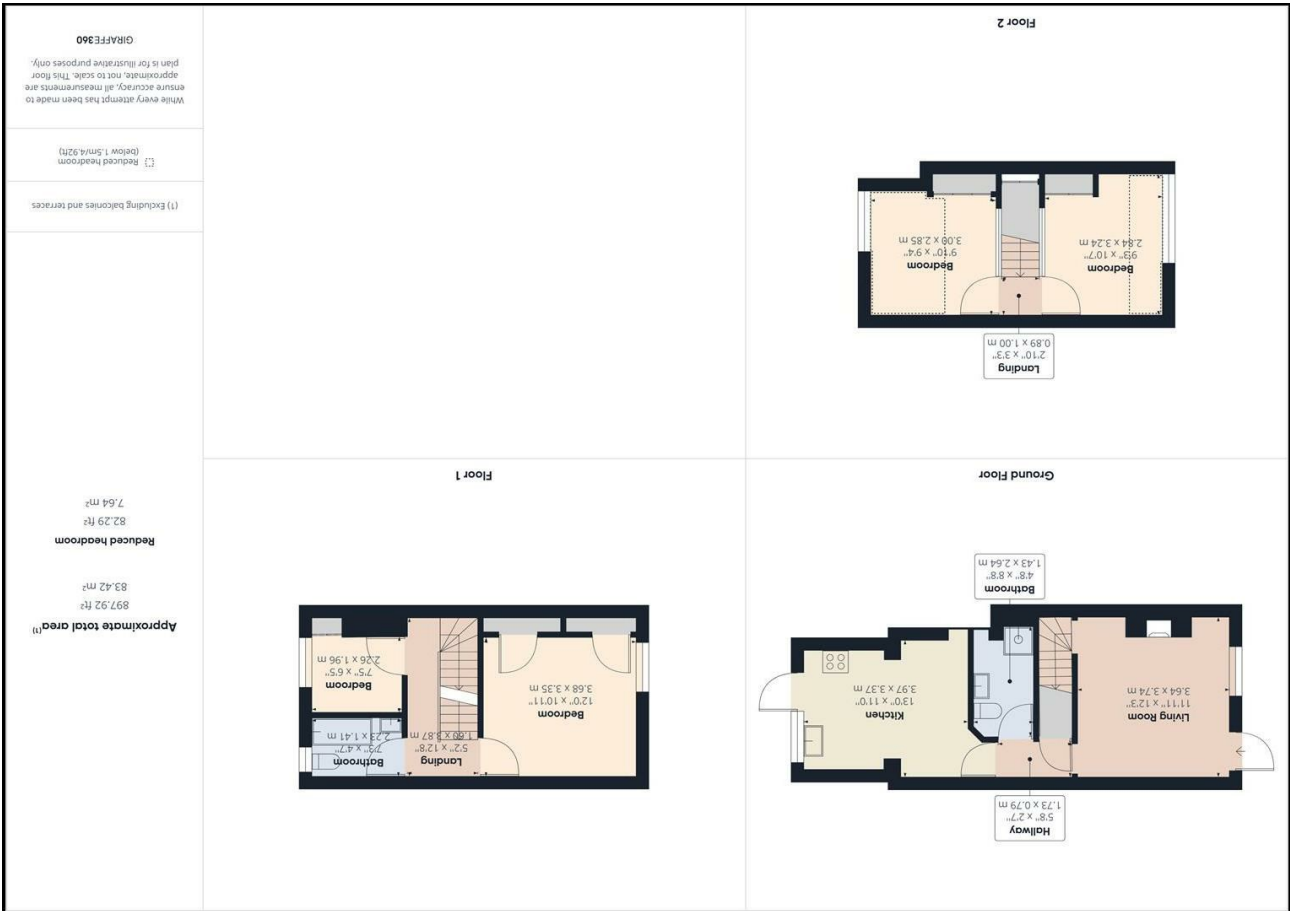 Hallway
5'8" x 2'7"
1.73 x 0.79 m
Living Room
11'11" x 12'3"
3.64 x 3.74 m
Kitchen
13'0" x 11'0"
3.97 x 3.37 m
Bathroom
4'8" x 8'8"
1.43 x 2.64 m
Ground Floor
Landing
5'2" x 12'8"
1.60 x 3.87 m
Bathroom
7'3" x 4'7"
2.23 x 1.41 m
Bedroom
12'0" x 10'11"
3.68 x 3.35 m
Bedroom
7'5" x 6'5"
2.26 x 1.96 m
Floor 1
Landing
2'10" x 3'3"
0.89 x 1.00 m
Bedroom
9'3" x 10'7"
2.84 x 3.24 m
Bedroom
9'10" x 9'4"
3.00 x 2.85 m
Floor 2
Approximate total area(1)
897.92 ft²
83.42 m²
Reduced headroom
82.29 ft²
7.64 m²
(1) Excluding balconies and terraces
Reduced headroom
(below 1.5m/4.92ft)
While every attempt has been made to
ensure accuracy, all measurements are
approximate, not to scale. This floor
plan is for illustrative purposes only.
GIRAFFE360